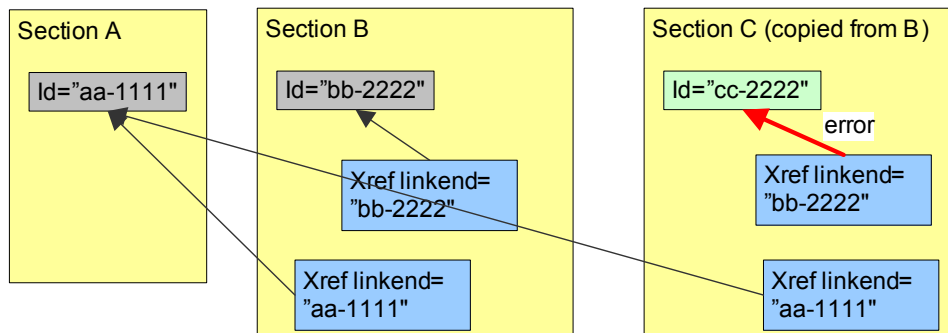 Section A
Id=”aa-1111"
Section B
Id=”bb-2222"
Xref linkend=
”bb-2222"
Xref linkend=
”aa-1111"
Section C (copied from B)
Id=”cc-2222"
error
Xref linkend=
”bb-2222"
Xref linkend=
”aa-1111"